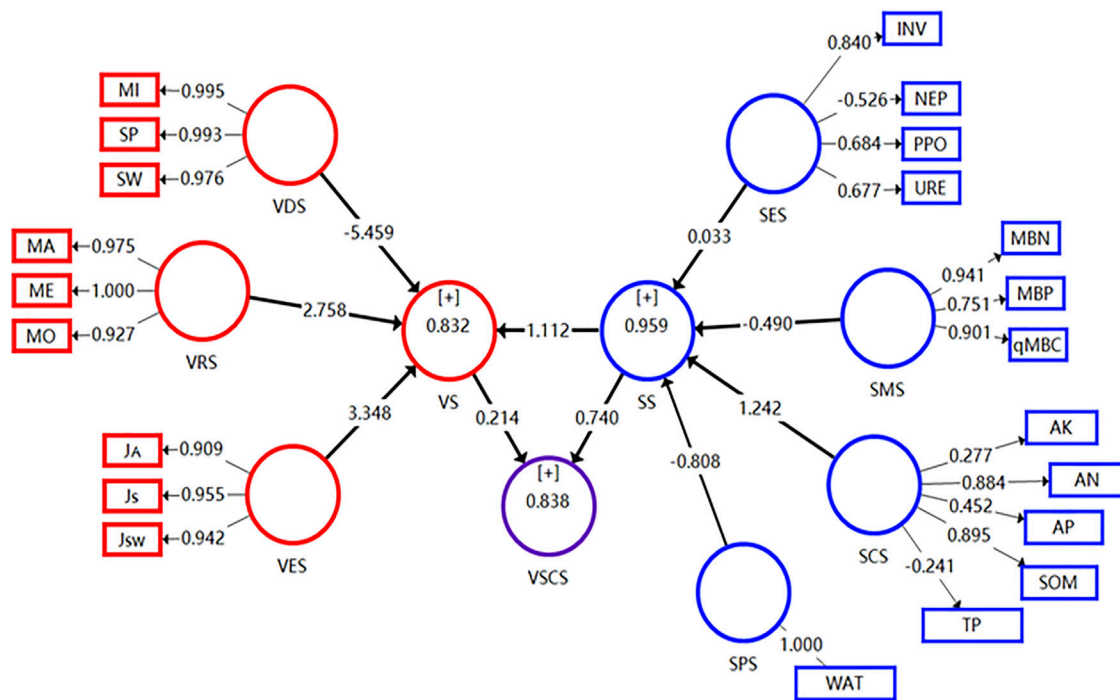 INV
0.840
MI
0.995
-0.526
NEP
SP
0.993
0.684
PPO
SW
0.976
0.677
URE
VDS
SES
-5.459
0.033
MA
0.975
MBN
0.941
ME
1.000
[+]
[+]
0.751
MBP
2.758
0.832
1.112
0.959
-0.490
0.901
qMBC
MO
0.927
VRS
VS
SS
SMS
3.348
0.214
0.740
1.242
AK
0.277
JA
0.909
-0.808
[+]
0.884
AN
Js
0.955
0.838
0.452
AP
Jsw
0.942
0.895
VES
VSCS
SCS
-0.241
SOM
TP
SPS
1.000
WAT